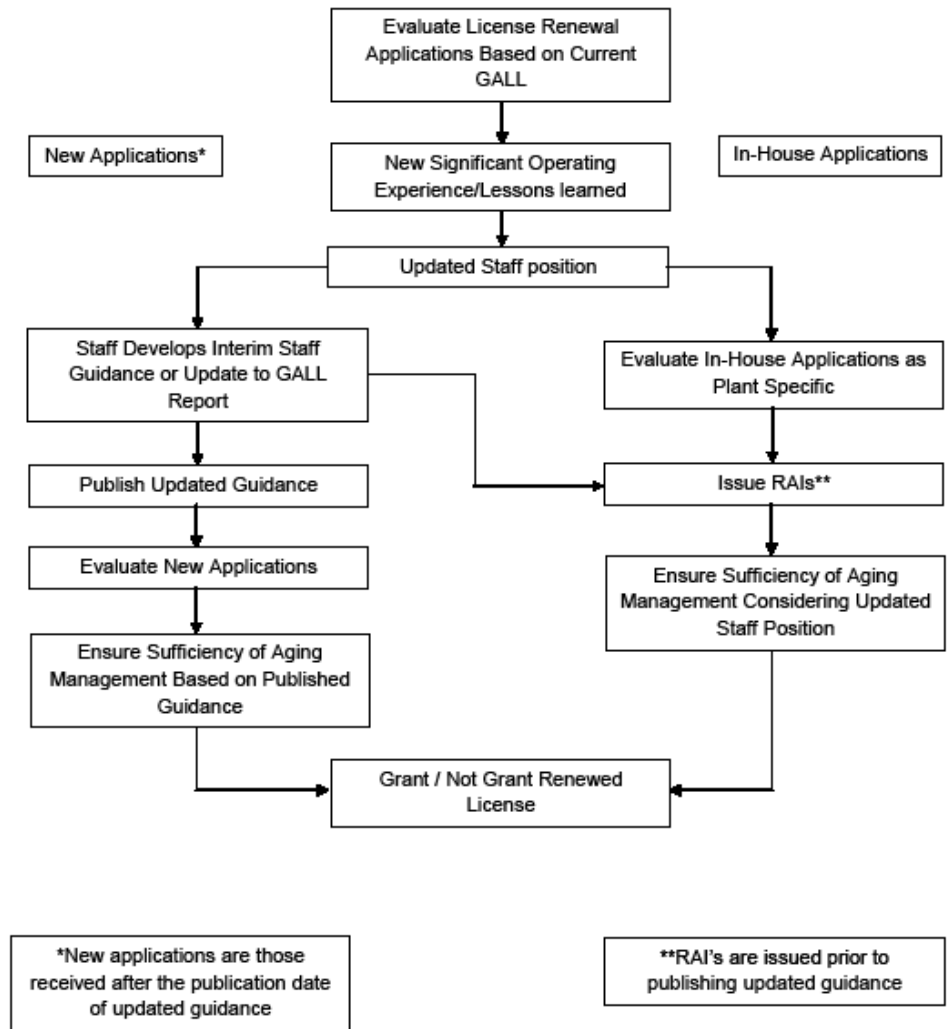 Evaluate License Renewal
Applications Based on Current
GALL
New Applications*
In-House Applications
New Significant Operating
Experience/Lessons learned
Updated Staff position
Staff Develops Interim Staff
Guidance or Update to GALL
Report
Evaluate In-House Applications as
Plant Specific
Publish Updated Guidance
Issue RAIs**
Evaluate New Applications
Ensure Sufficiency of Aging
Management Considering Updated
Staff Position
Ensure Sufficiency of Aging
Management Based on Published
Guidance
Grant / Not Grant Renewed
License
*New applications are those
received after the publication date
of updated guidance
**RAI's are issued prior to
publishing updated guidance